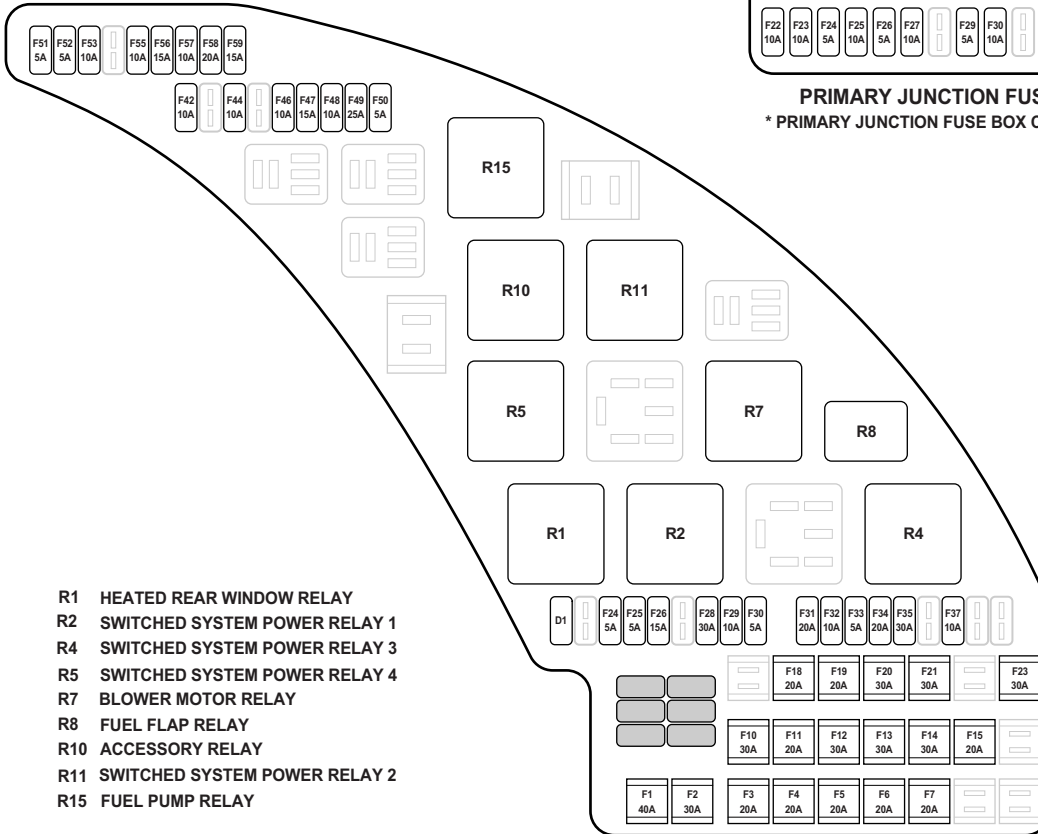 F51 F52 F53 F55 F56 F57 F58 F59
5A 5A 10A 10A 15A 10A 20A 15A
F42 F44 F46 F47 F48 F49 F50
10A 10A 10A 15A 10A 25A 5A
F22 F23 F24 F25 F26 F27 F29 F30
10A 10A 5A 10A 5A 10A 5A 10A
PRIMARY JUNCTION FUS
* PRIMARY JUNCTION FUSE BOX
R15
R10 R11
R5 R7 R8
R1 R2 R4
D1 F24 F25 F26 F28 F29 F30 F31 F32 F33 F34 F35 F37
5A 5A 15A 30A 10A 5A 20A 10A 5A 20A 30A 10A
F18 F19 F20 F21 F23
20A 20A 30A 30A 30A
F10 F11 F12 F13 F14 F15
30A 20A 30A 30A 30A 20A
F1 F2 F3 F4 F5 F6 F7
40A 30A 20A 20A 20A 20A 20A
R1 HEATED REAR WINDOW RELAY
R2 SWITCHED SYSTEM POWER RELAY 1
R4 SWITCHED SYSTEM POWER RELAY 3
R5 SWITCHED SYSTEM POWER RELAY 4
R7 BLOWER MOTOR RELAY
R8 FUEL FLAP RELAY
R10 ACCESSORY RELAY
R11 SWITCHED SYSTEM POWER RELAY 2
R15 FUEL PUMP RELAY